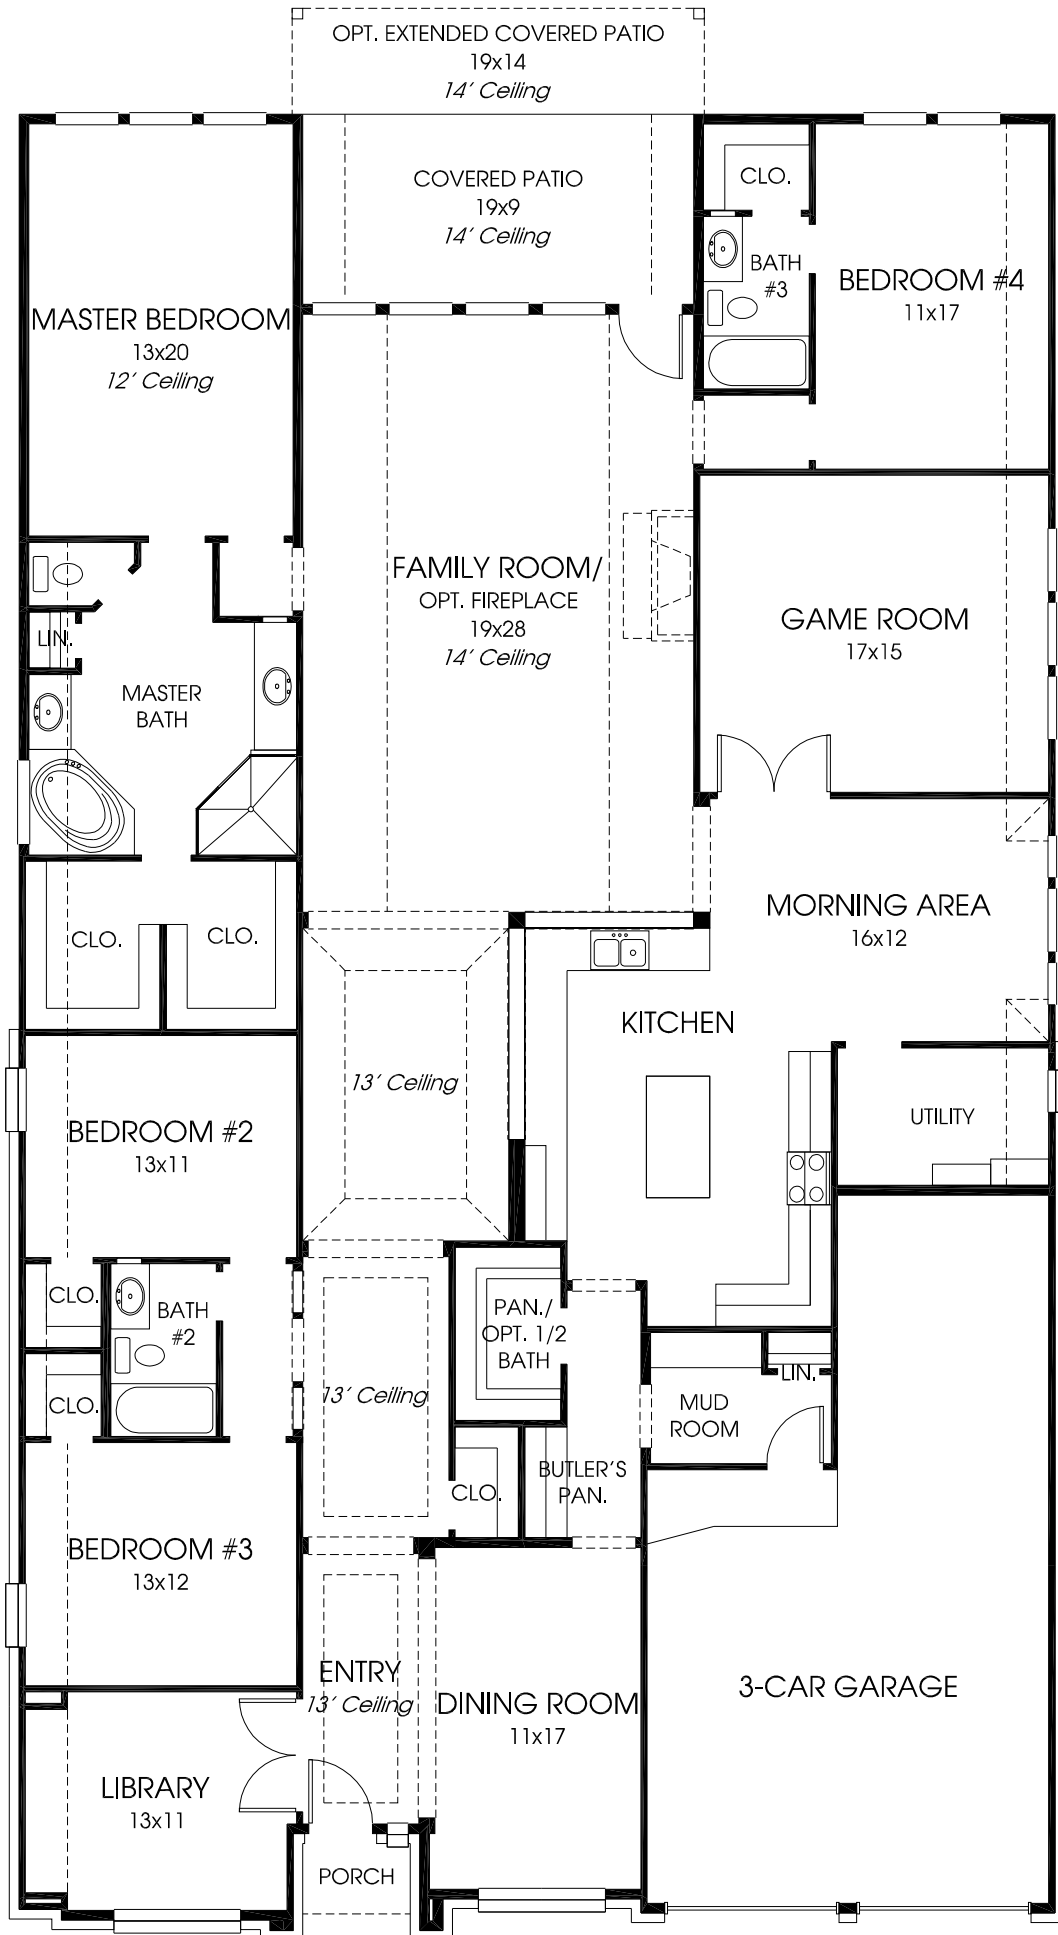 OPT. EXTENDED COVERED PATIO
19x14
14' Ceiling
COVERED PATIO
19x9
14' Ceiling
CLO.
BATH
#3
BEDROOM #4
11x17
MASTER BEDROOM
13x20
12' Ceiling
FAMILY ROOM/
OPT. FIREPLACE
19x28
14' Ceiling
GAME ROOM
17x15
LIN.
MASTER
BATH
CLO.
CLO.
MORNING AREA
16x12
KITCHEN
13' Ceiling
UTILITY
BEDROOM #2
13x11
CLO.
BATH
#2
PAN./
OPT. 1/2
BATH
CLO.
13' Ceiling
LIN.
MUD
ROOM
CLO.
BUTLER'S
PAN.
BEDROOM #3
13x12
ENTRY
13' Ceiling
DINING ROOM
11x17
3-CAR GARAGE
LIBRARY
13x11
PORCH